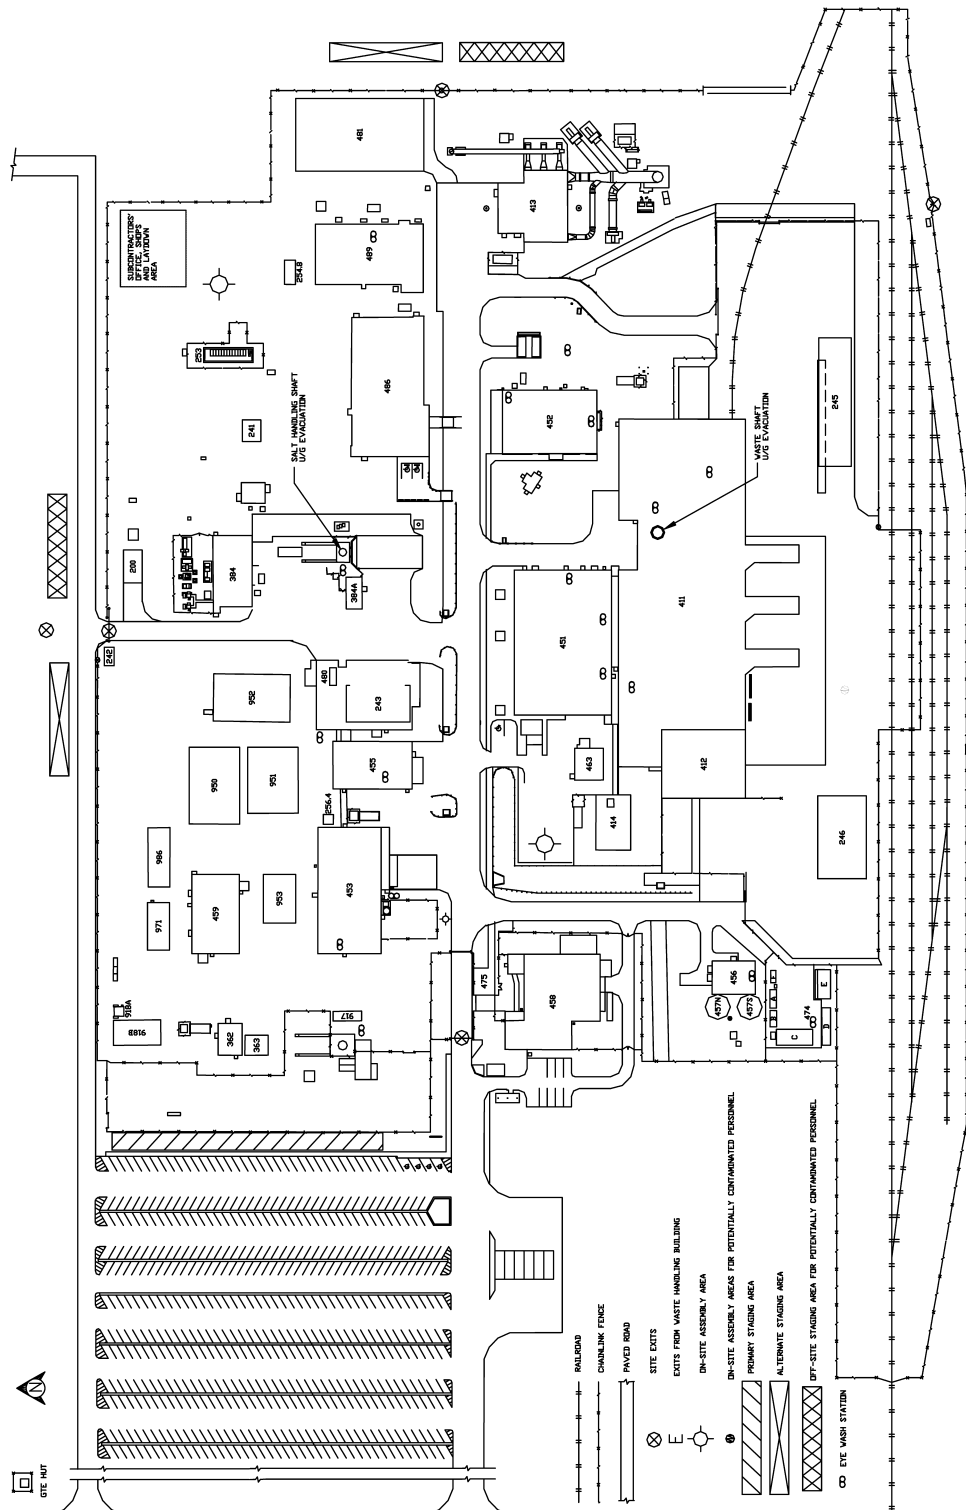 481
SUBCONTRACTORS'
OFFICE, SHOPS
AND LAYDOWN
AREA
413
489
254.8
253
486
245
241
SALT HANDLING SHAFT
U/G EVACUATION
452
WASTE SHAFT
U/G EVACUATION
200
384
384A
411
451
242
480
952
243
412
463
455
950
951
256.4
414
246
986
453
459
953
971
475
456
457N
457S
458
918A
918B
917
362
363
F
A
B
E
474
C
D
RAILROAD
CHAINLINK FENCE
PAVED ROAD
SITE EXITS
E
EXITS FROM WASTE HANDLING BUILDING
ON-SITE ASSEMBLY AREA
ON-SITE ASSEMBLY AREAS FOR POTENTIALLY CONTAMINATED PERSONNEL
PRIMARY STAGING AREA
ALTERNATE STAGING AREA
OFF-SITE STAGING AREA FOR POTENTIALLY CONTAMINATED PERSONNEL
EYE WASH STATION
N
GTE HUT